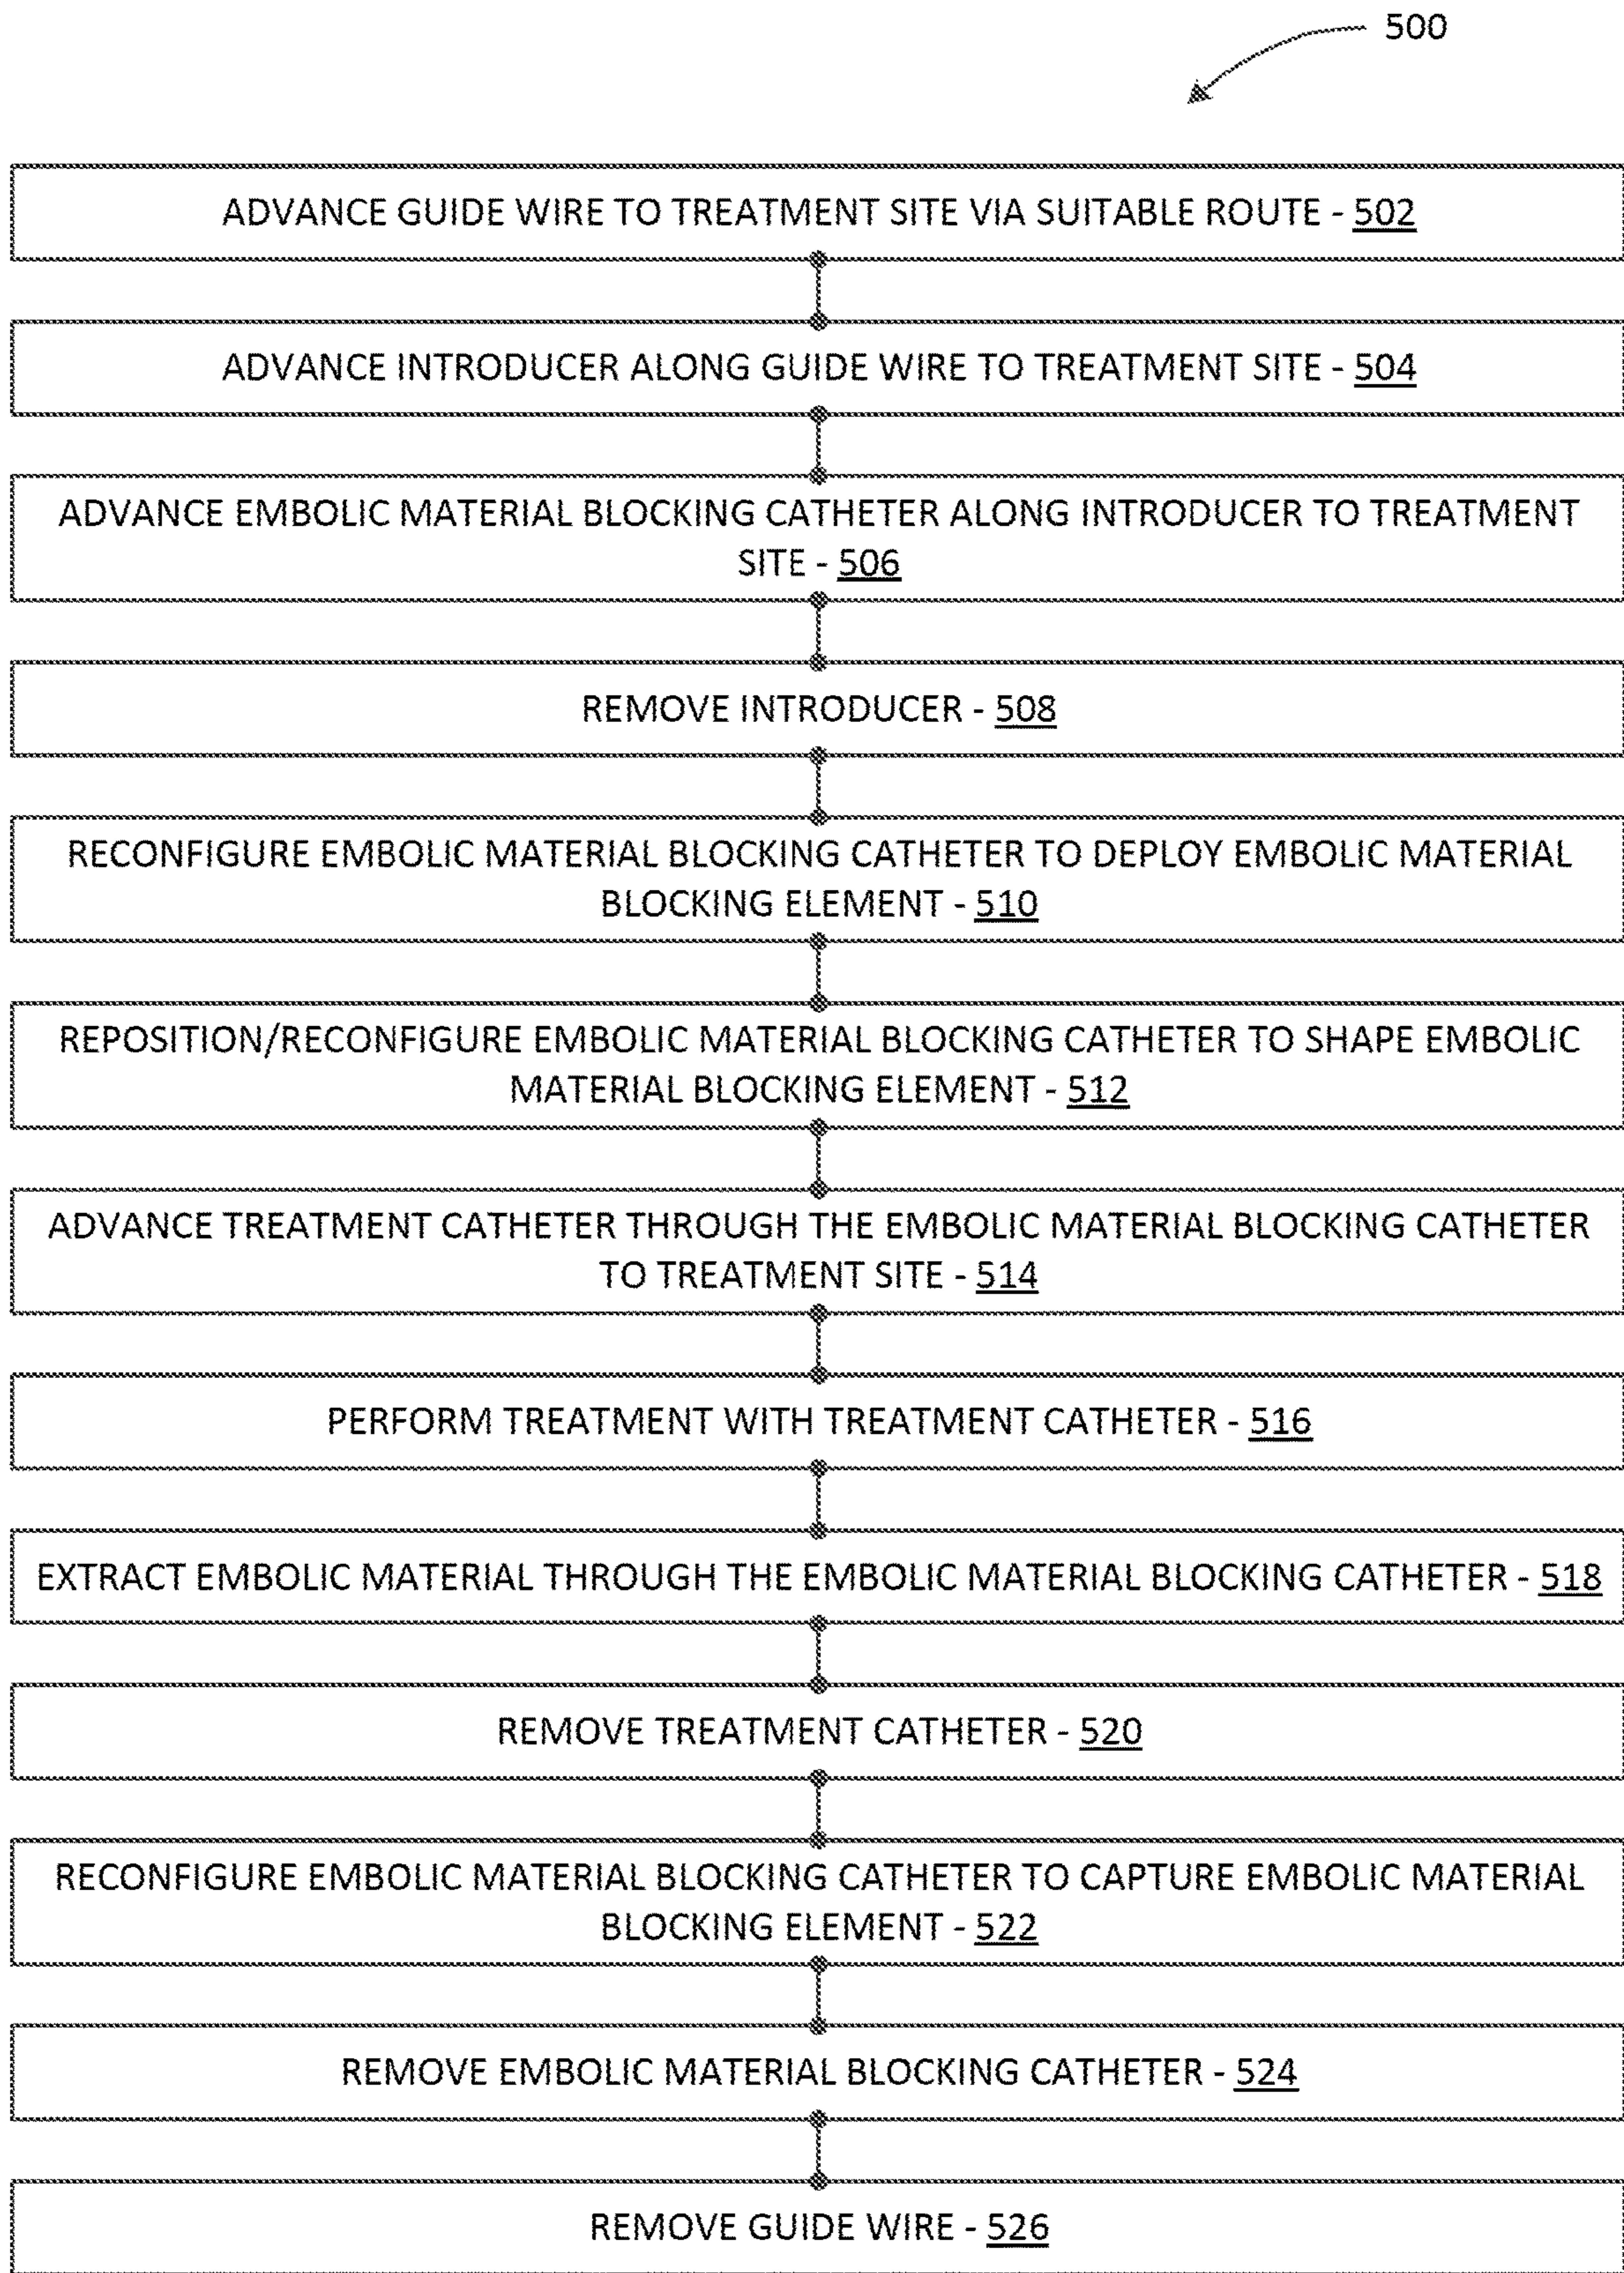 500
ADVANCE GUIDE WIRE TO TREATMENT SITE VIA SUITABLE ROUTE - 502
ADVANCE INTRODUCER ALONG GUIDE WIRE TO TREATMENT SITE - 504
ADVANCE EMBOLIC MATERIAL BLOCKING CATHETER ALONG INTRODUCER TO TREATMENT
SITE - 506
REMOVE INTRODUCER - 508
RECONFIGURE EMBOLIC MATERIAL BLOCKING CATHETER TO DEPLOY EMBOLIC MATERIAL
BLOCKING ELEMENT - 510
REPOSITION/RECONFIGURE EMBOLIC MATERIAL BLOCKING CATHETER TO SHAPE EMBOLIC
MATERIAL BLOCKING ELEMENT - 512
ADVANCE TREATMENT CATHETER THROUGH THE EMBOLIC MATERIAL BLOCKING CATHETER
TO TREATMENT SITE - 514
PERFORM TREATMENT WITH TREATMENT CATHETER - 516
EXTRACT EMBOLIC MATERIAL THROUGH THE EMBOLIC MATERIAL BLOCKING CATHETER - 518
REMOVE TREATMENT CATHETER - 520
RECONFIGURE EMBOLIC MATERIAL BLOCKING CATHETER TO CAPTURE EMBOLIC MATERIAL
BLOCKING ELEMENT - 522
REMOVE EMBOLIC MATERIAL BLOCKING CATHETER - 524
REMOVE GUIDE WIRE - 526